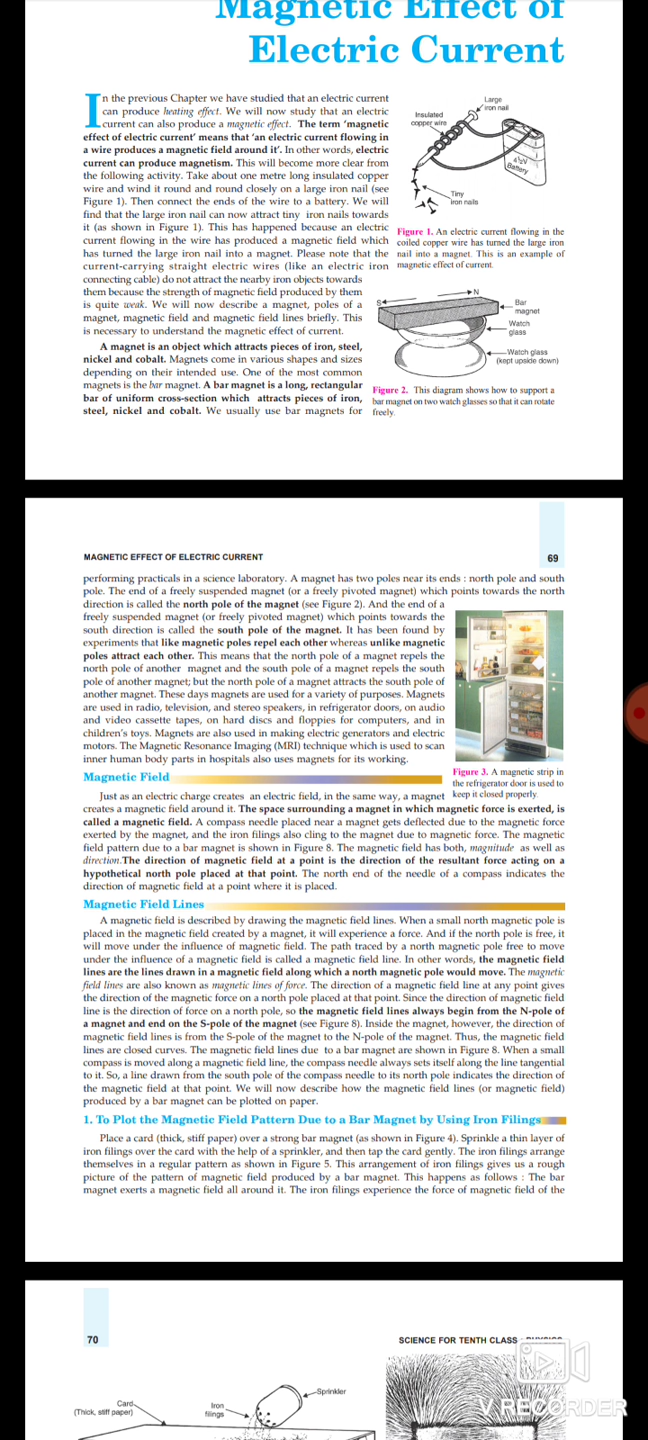 Magnetic Effect of
Electric Current
In the previous Chapter we have studied that an electric current
can produce heating effect. We will now study that an electric
current can also produce a magnetic effect. The term 'magnetic
effect of electric current' means that 'an electric current flowing in
a wire produces a magnetic field around it'. In other words, electric
current can produce magnetism. This will become more clear from
the following activity. Take about one metre long insulated copper
wire and wind it round and round closely on a large iron nail (see
Figure 1). Then connect the ends of the wire to a battery. We will
find that the large iron nail can now attract tiny iron nails towards
it (as shown in Figure 1). This has happened because an electric
current flowing in the wire has produced a magnetic field which
has turned the large iron nail into a magnet. Please note that the
current-carrying straight electric wires (like an electric iron
connecting cable) do not attract the nearby iron objects towards
them because the strength of magnetic field produced by them
is quite weak. We will now describe a magnet, poles of a
magnet, magnetic field and magnetic field lines briefly. This
is necessary to understand the magnetic effect of current.
A magnet is an object which attracts pieces of iron, steel,
nickel and cobalt. Magnets come in various shapes and sizes
depending on their intended use. One of the most common
magnets is the bar magnet. A bar magnet is a long, rectangular
bar of uniform cross-section which attracts pieces of iron,
steel, nickel and cobalt. We usually use bar magnets for
Large
iron nail
Insulated
copper wire
4½V
Battery
Tiny
iron nails
Figure 1. An electric current flowing in the
coiled copper wire has turned the large iron
nail into a magnet. This is an example of
magnetic effect of current.
N
S
Bar
magnet
Watch
glass
Watch glass
(kept upside down)
Figure 2. This diagram shows how to support a
bar magnet on two watch glasses so that it can rotate
freely.
MAGNETIC EFFECT OF ELECTRIC CURRENT
69
performing practicals in a science laboratory. A magnet has two poles near its ends : north pole and south
pole. The end of a freely suspended magnet (or a freely pivoted magnet) which points towards the north
direction is called the north pole of the magnet (see Figure 2). And the end of a
freely suspended magnet (or freely pivoted magnet) which points towards the
south direction is called the south pole of the magnet. It has been found by
experiments that like magnetic poles repel each other whereas unlike magnetic
poles attract each other. This means that the north pole of a magnet repels the
north pole of another magnet and the south pole of a magnet repels the south
pole of another magnet; but the north pole of a magnet attracts the south pole of
another magnet. These days magnets are used for a variety of purposes. Magnets
are used in radio, television, and stereo speakers, in refrigerator doors, on audio
and video cassette tapes, on hard discs and floppies for computers, and in
children's toys. Magnets are also used in making electric generators and electric
motors. The Magnetic Resonance Imaging (MRI) technique which is used to scan
inner human body parts in hospitals also uses magnets for its working.
Figure 3. A magnetic strip in
the refrigerator door is used to
keep it closed properly.
Magnetic Field
Just as an electric charge creates an electric field, in the same way, a magnet
creates a magnetic field around it. The space surrounding a magnet in which magnetic force is exerted, is
called a magnetic field. A compass needle placed near a magnet gets deflected due to the magnetic force
exerted by the magnet, and the iron filings also cling to the magnet due to magnetic force. The magnetic
field pattern due to a bar magnet is shown in Figure 8. The magnetic field has both, magnitude as well as
direction.The direction of magnetic field at a point is the direction of the resultant force acting on a
hypothetical north pole placed at that point. The north end of the needle of a compass indicates the
direction of magnetic field at a point where it is placed.
Magnetic Field Lines
A magnetic field is described by drawing the magnetic field lines. When a small north magnetic pole is
placed in the magnetic field created by a magnet, it will experience a force. And if the north pole is free, it
will move under the influence of magnetic field. The path traced by a north magnetic pole free to move
under the influence of a magnetic field is called a magnetic field line. In other words, the magnetic field
lines are the lines drawn in a magnetic field along which a north magnetic pole would move. The magnetic
field lines are also known as magnetic lines of force. The direction of a magnetic field line at any point gives
the direction of the magnetic force on a north pole placed at that point. Since the direction of magnetic field
line is the direction of force on a north pole, so the magnetic field lines always begin from the N-pole of
a magnet and end on the S-pole of the magnet (see Figure 8). Inside the magnet, however, the direction of
magnetic field lines is from the S-pole of the magnet to the N-pole of the magnet. Thus, the magnetic field
lines are closed curves. The magnetic field lines due to a bar magnet are shown in Figure 8. When a small
compass is moved along a magnetic field line, the compass needle always sets itself along the line tangential
to it. So, a line drawn from the south pole of the compass needle to its north pole indicates the direction of
the magnetic field at that point. We will now describe how the magnetic field lines (or magnetic field)
produced by a bar magnet can be plotted on paper.
1. To Plot the Magnetic Field Pattern Due to a Bar Magnet by Using Iron Filings
Place a card (thick, stiff paper) over a strong bar magnet (as shown in Figure 4). Sprinkle a thin layer of
iron filings over the card with the help of a sprinkler, and then tap the card gently. The iron filings arrange
themselves in a regular pattern as shown in Figure 5. This arrangement of iron filings gives us a rough
picture of the pattern of magnetic field produced by a bar magnet. This happens as follows : The bar
magnet exerts a magnetic field all around it. The iron filings experience the force of magnetic field of the
70
SCIENCE FOR TENTH CLASS : PHYSICS
Sprinkler
Card
(Thick, stiff paper)
Iron
filings
V RECORDER